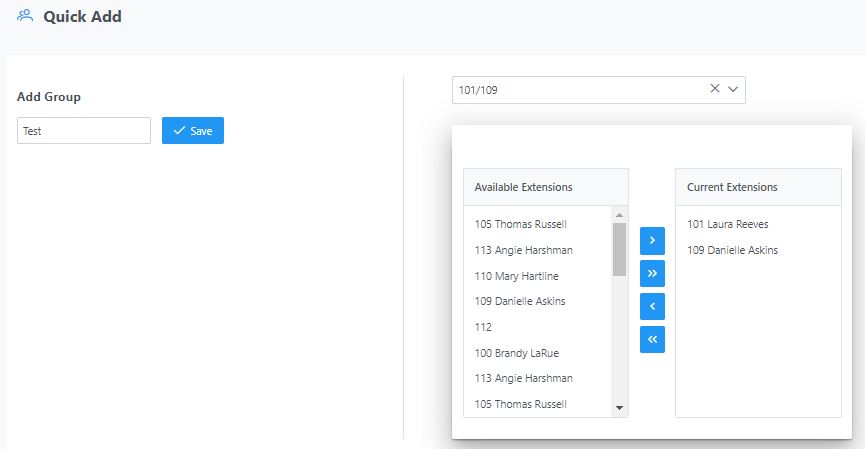 Quick Add
Add Group
Test
Save
101/109
Available Extensions
105 Thomas Russell
113 Angie Harshman
110 Mary Hartline
109 Danielle Askins
112
100 Brandy LaRue
113 Angie Harshman
105 Thomas Russell
Current Extensions
101 Laura Reeves
109 Danielle Askins